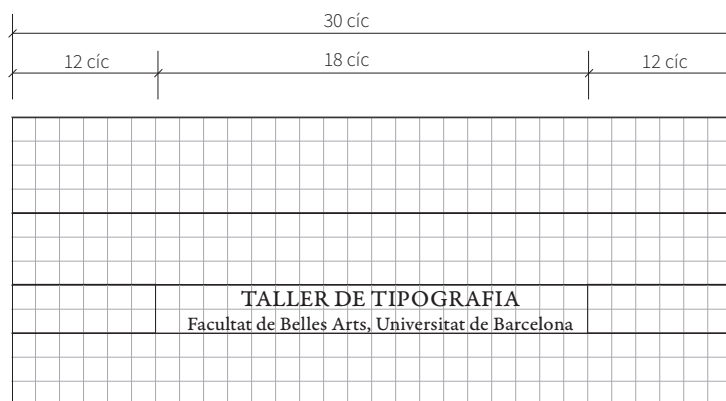 30 cíc
12 cíc 18 cíc 12 cíc
TALLER DE TIPOGRAFIA
Facultat de Belles Arts, Universitat de Barcelona